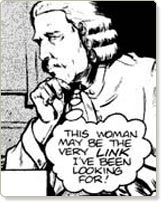 THIS WOMAN
MAY BE THE
VERY LINK
I'VE BEEN
LOOKING
FOR!